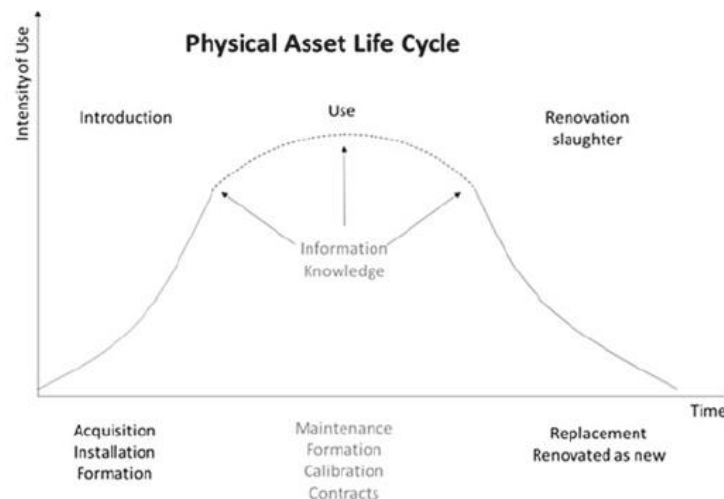 Physical Asset Life Cycle
Intensity of Use
Introduction
Use
Renovation
slaughter
Information
Knowledge
Time
Acquisition
Installation
Formation
Maintenance
Formation
Calibration
Contracts
Replacement
Renovated as new